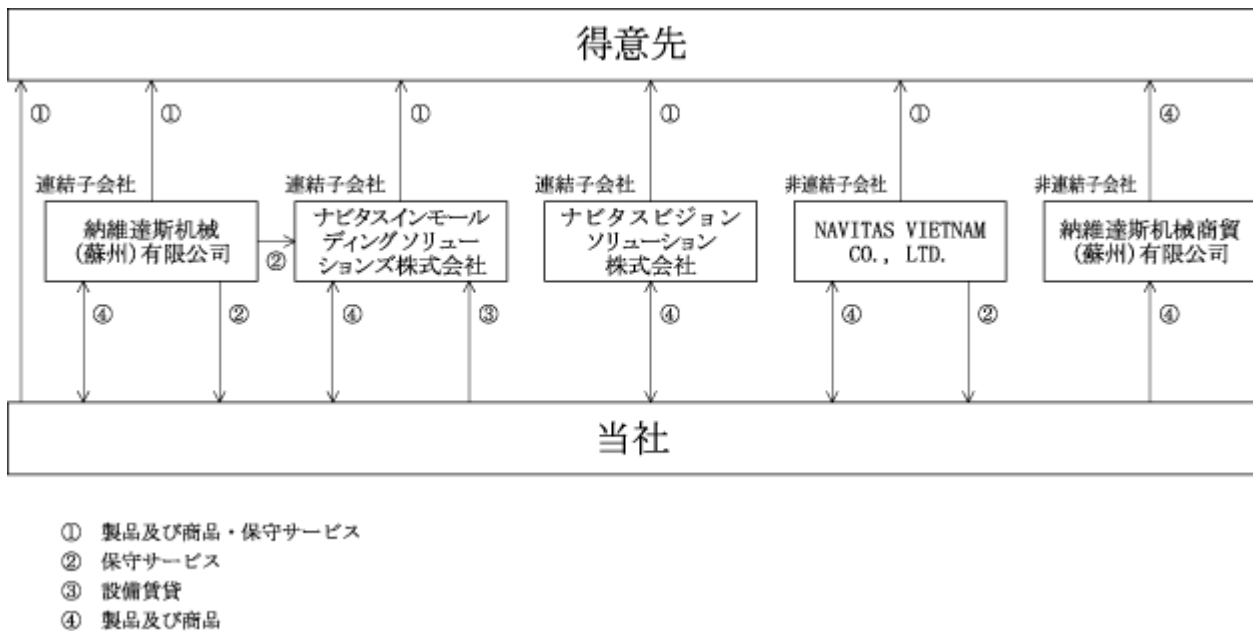 得意先
① ① ① ① ① ④
連結子会社 連結子会社 連結子会社 非連結子会社 非連結子会社
納維達斯机械
(蘇州)有限公司
②
ナビタスインモール
ディングソリュー
ションズ株式会社
ナビタスビジョン
ソリューション
株式会社
NAVITAS VIETNAM
CO., LTD.
納維達斯机械商貿
(蘇州)有限公司
④ ② ④ ③ ④ ④ ② ④
当社
① 製品及び商品・保守サービス
② 保守サービス
③ 設備賃貸
④ 製品及び商品